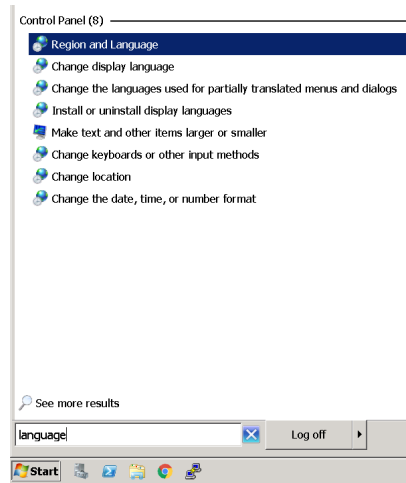 Control Panel (8)
Region and Language
Change display language
Change the languages used for partially translated menus and dialogs
Install or uninstall display languages
Make text and other items larger or smaller
Change keyboards or other input methods
Change location
Change the date, time, or number format
See more results
language
Log off
Start